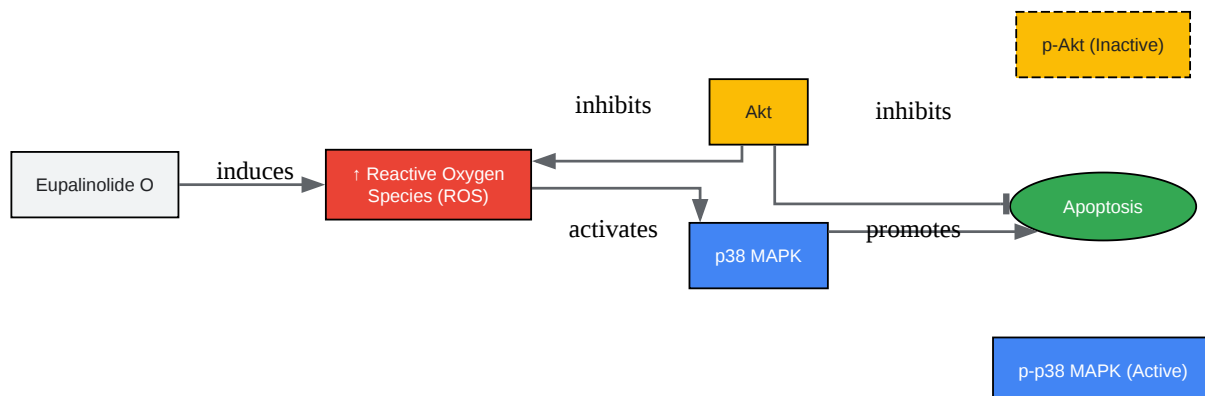 p-Akt (Inactive)
inhibits
Akt
inhibits
Eupalinolide O
induces
↑ Reactive Oxygen
Species (ROS)
Apoptosis
activates
p38 MAPK
promotes
p-p38 MAPK (Active)